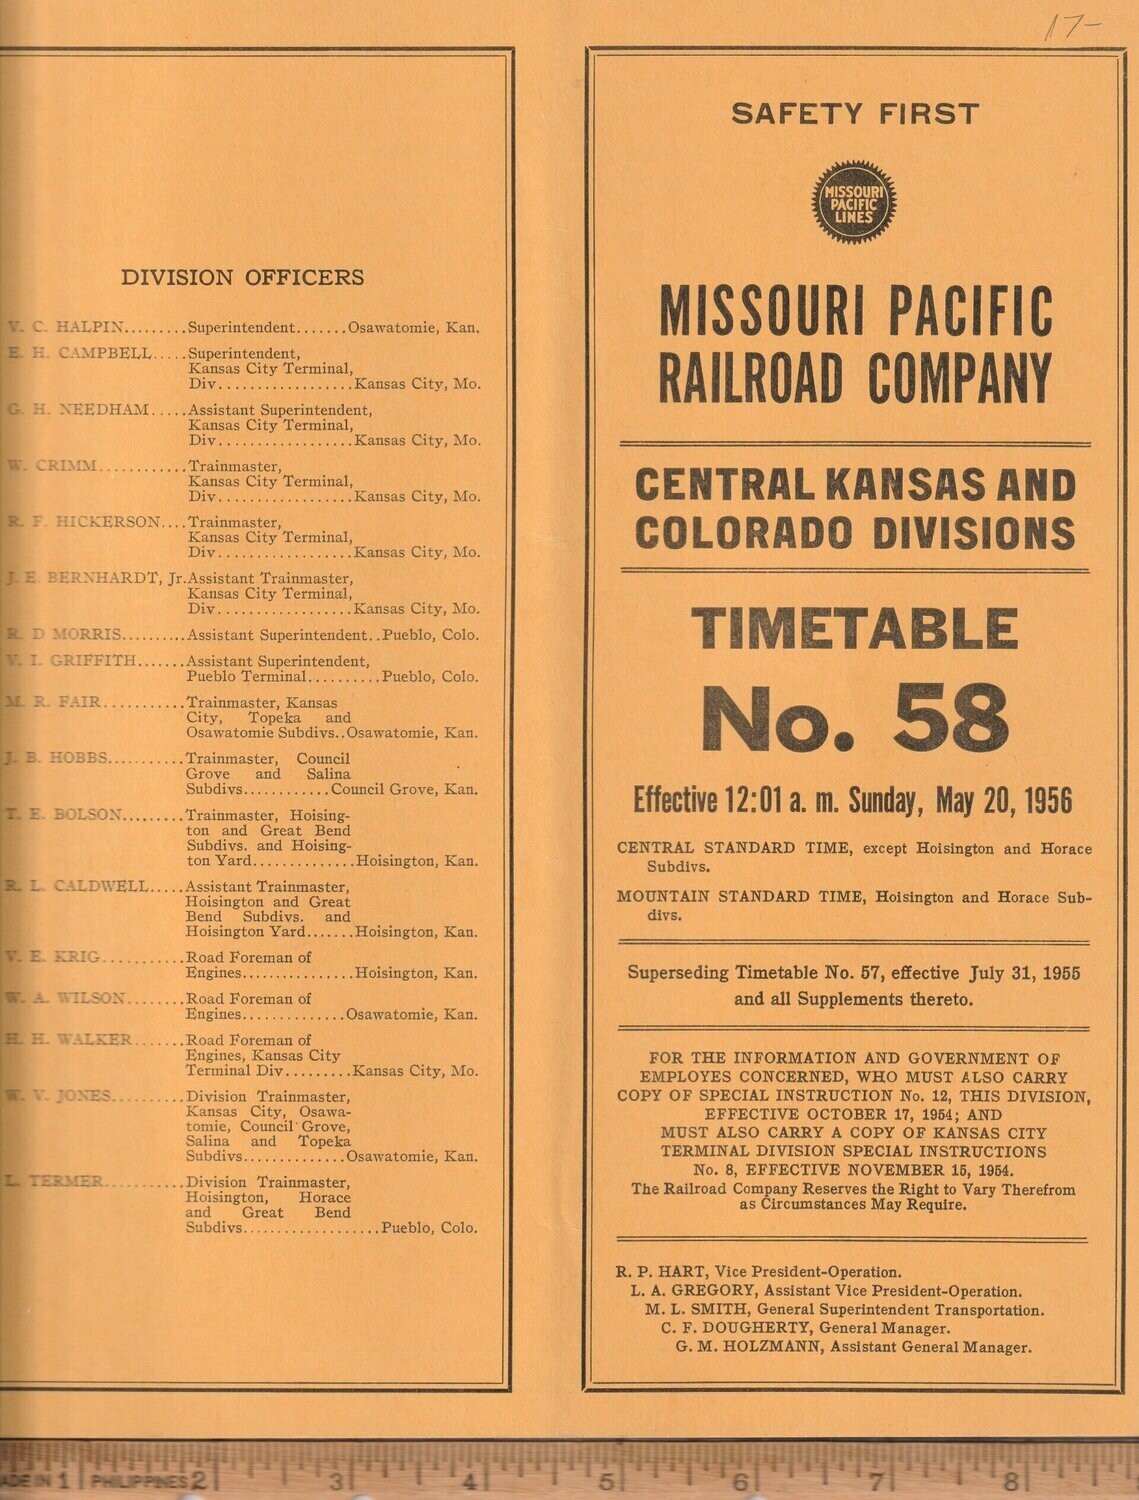 DIVISION OFFICERS
V. C. HALPIN.........Superintendent.......Osawatomie, Kan.
E. H. CAMPBELL.....Superintendent,
Kansas City Terminal,
Div..................Kansas City, Mo.
G. H. NEEDHAM.....Assistant Superintendent,
Kansas City Terminal,
Div..................Kansas City, Mo.
W. CRIMM............Trainmaster,
Kansas City Terminal,
Div..................Kansas City, Mo.
R. F. HICKERSON....Trainmaster,
Kansas City Terminal,
Div..................Kansas City, Mo.
J. E. BERNHARDT, Jr.Assistant Trainmaster,
Kansas City Terminal,
Div..................Kansas City, Mo.
R. D MORRIS.........Assistant Superintendent..Pueblo, Colo.
V. I. GRIFFITH.......Assistant Superintendent,
Pueblo Terminal..........Pueblo, Colo.
M. R. FAIR...........Trainmaster, Kansas
City, Topeka and
Osawatomie Subdivs..Osawatomie, Kan.
J. B. HOBBS..........Trainmaster, Council
Grove and Salina
Subdivs............Council Grove, Kan.
T. E. BOLSON.........Trainmaster, Hoising-
ton and Great Bend
Subdivs. and Hoising-
ton Yard..............Hoisington, Kan.
R. L. CALDWELL.....Assistant Trainmaster,
Hoisington and Great
Bend Subdivs. and
Hoisington Yard.......Hoisington, Kan.
V. E. KRIG...........Road Foreman of
Engines................Hoisington, Kan.
W. A. WILSON........Road Foreman of
Engines..............Osawatomie, Kan.
H. H. WALKER.......Road Foreman of
Engines, Kansas City
Terminal Div.........Kansas City, Mo.
W. V. JONES..........Division Trainmaster,
Kansas City, Osawa-
tomie, Council Grove,
Salina and Topeka
Subdivs..............Osawatomie, Kan.
L. TERMER...........Division Trainmaster,
Hoisington, Horace
and Great Bend
Subdivs...................Pueblo, Colo.
17-
SAFETY FIRST
MISSOURI
PACIFIC
LINES
MISSOURI PACIFIC
RAILROAD COMPANY
CENTRAL KANSAS AND
COLORADO DIVISIONS
TIMETABLE
No. 58
Effective 12:01 a. m. Sunday, May 20, 1956
CENTRAL STANDARD TIME, except Hoisington and Horace
Subdivs.
MOUNTAIN STANDARD TIME, Hoisington and Horace Sub-
divs.
Superseding Timetable No. 57, effective July 31, 1955
and all Supplements thereto.
FOR THE INFORMATION AND GOVERNMENT OF
EMPLOYES CONCERNED, WHO MUST ALSO CARRY
COPY OF SPECIAL INSTRUCTION No. 12, THIS DIVISION,
EFFECTIVE OCTOBER 17, 1954; AND
MUST ALSO CARRY A COPY OF KANSAS CITY
TERMINAL DIVISION SPECIAL INSTRUCTIONS
No. 8, EFFECTIVE NOVEMBER 15, 1954.
The Railroad Company Reserves the Right to Vary Therefrom
as Circumstances May Require.
R. P. HART, Vice President-Operation.
L. A. GREGORY, Assistant Vice President-Operation.
M. L. SMITH, General Superintendent Transportation.
C. F. DOUGHERTY, General Manager.
G. M. HOLZMANN, Assistant General Manager.
ADE IN 1 PHILIPPINES 2 3 4 5 6 7 8